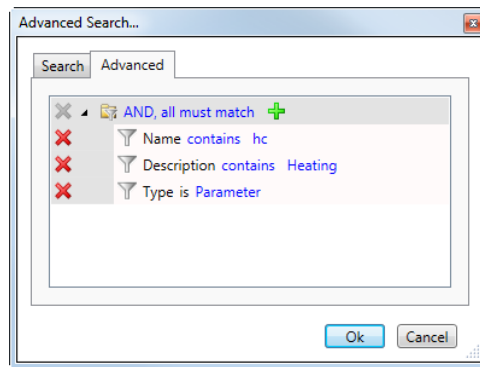 Advanced Search...
Search Advanced
AND, all must match
Name contains hc
Description contains Heating
Type is Parameter
Ok Cancel